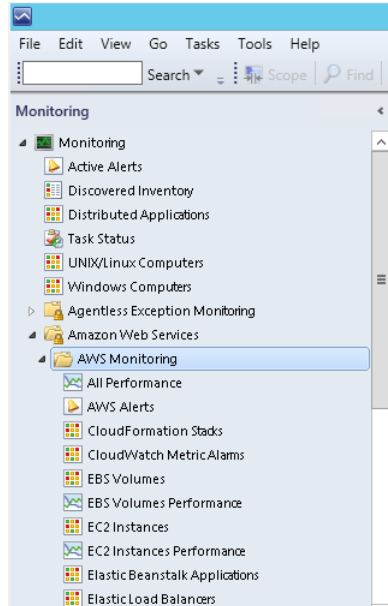 File Edit View Go Tasks Tools Help
Search Scope Find
Monitoring
Monitoring
Active Alerts
Discovered Inventory
Distributed Applications
Task Status
UNIX/Linux Computers
Windows Computers
Agentless Exception Monitoring
Amazon Web Services
AWS Monitoring
All Performance
AWS Alerts
CloudFormation Stacks
CloudWatch Metric Alarms
EBS Volumes
EBS Volumes Performance
EC2 Instances
EC2 Instances Performance
Elastic Beanstalk Applications
Elastic Load Balancers